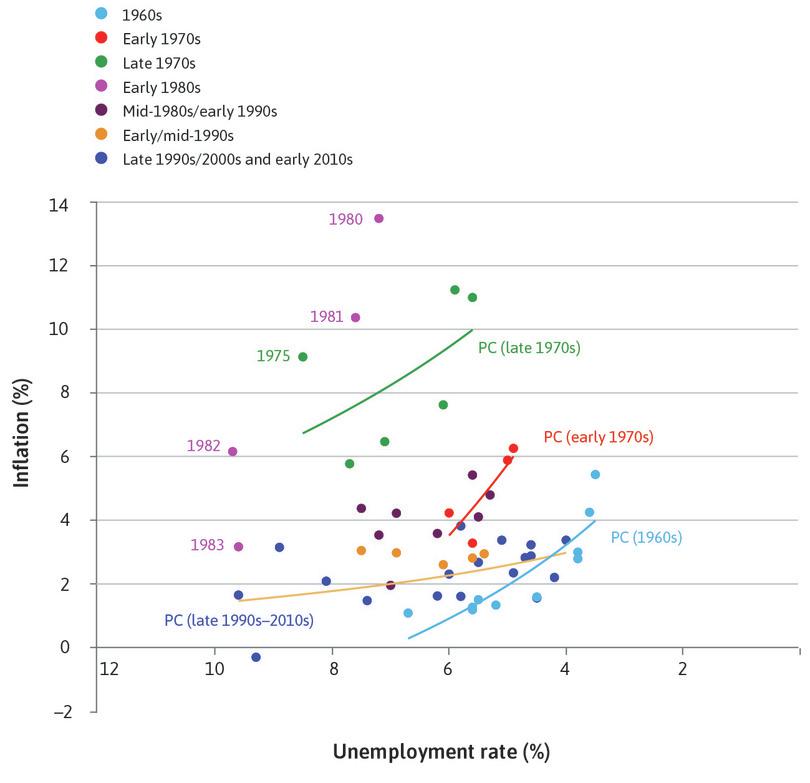 1960s
Early 1970s
Late 1970s
Early 1980s
Mid-1980s/early 1990s
Early/mid-1990s
Late 1990s/2000s and early 2010s
14
1980
12
1981
10
PC (late 1970s)
1975
8
Inflation (%)
PC (early 1970s)
1982
6
4
PC (1960s)
1983
2
PC (late 1990s–2010s)
0
12 10 8 6 4 2
–2
Unemployment rate (%)